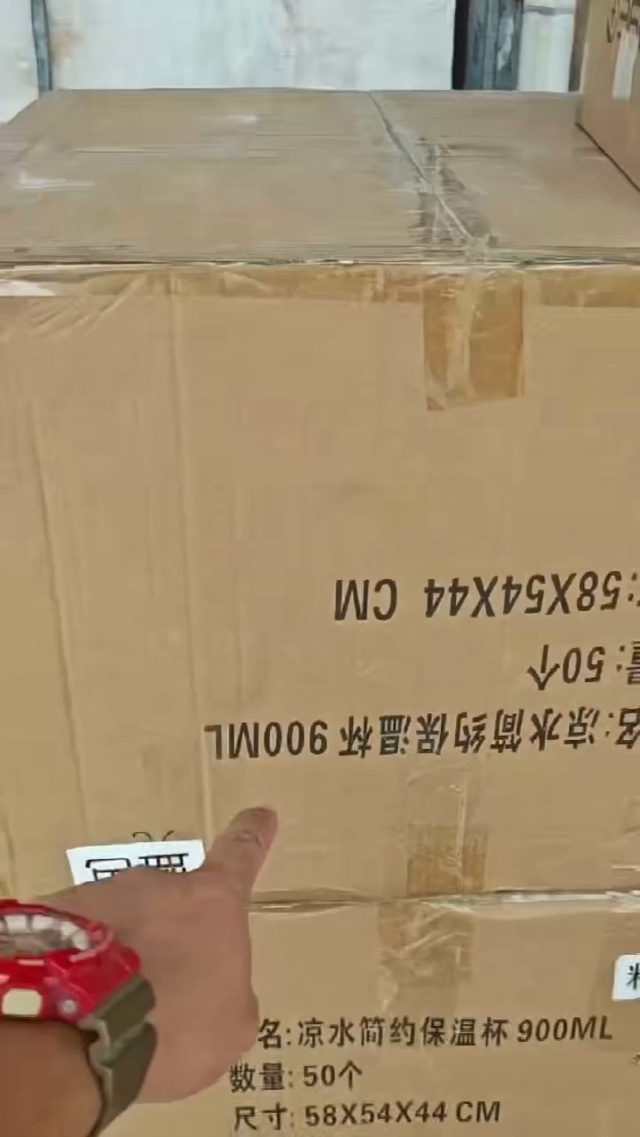 :58X54X44 CM
量:50个
名:凉水简约保温杯 900ML
名:凉水简约保温杯 900ML
数量: 50个
尺寸: 58X54X44 CM